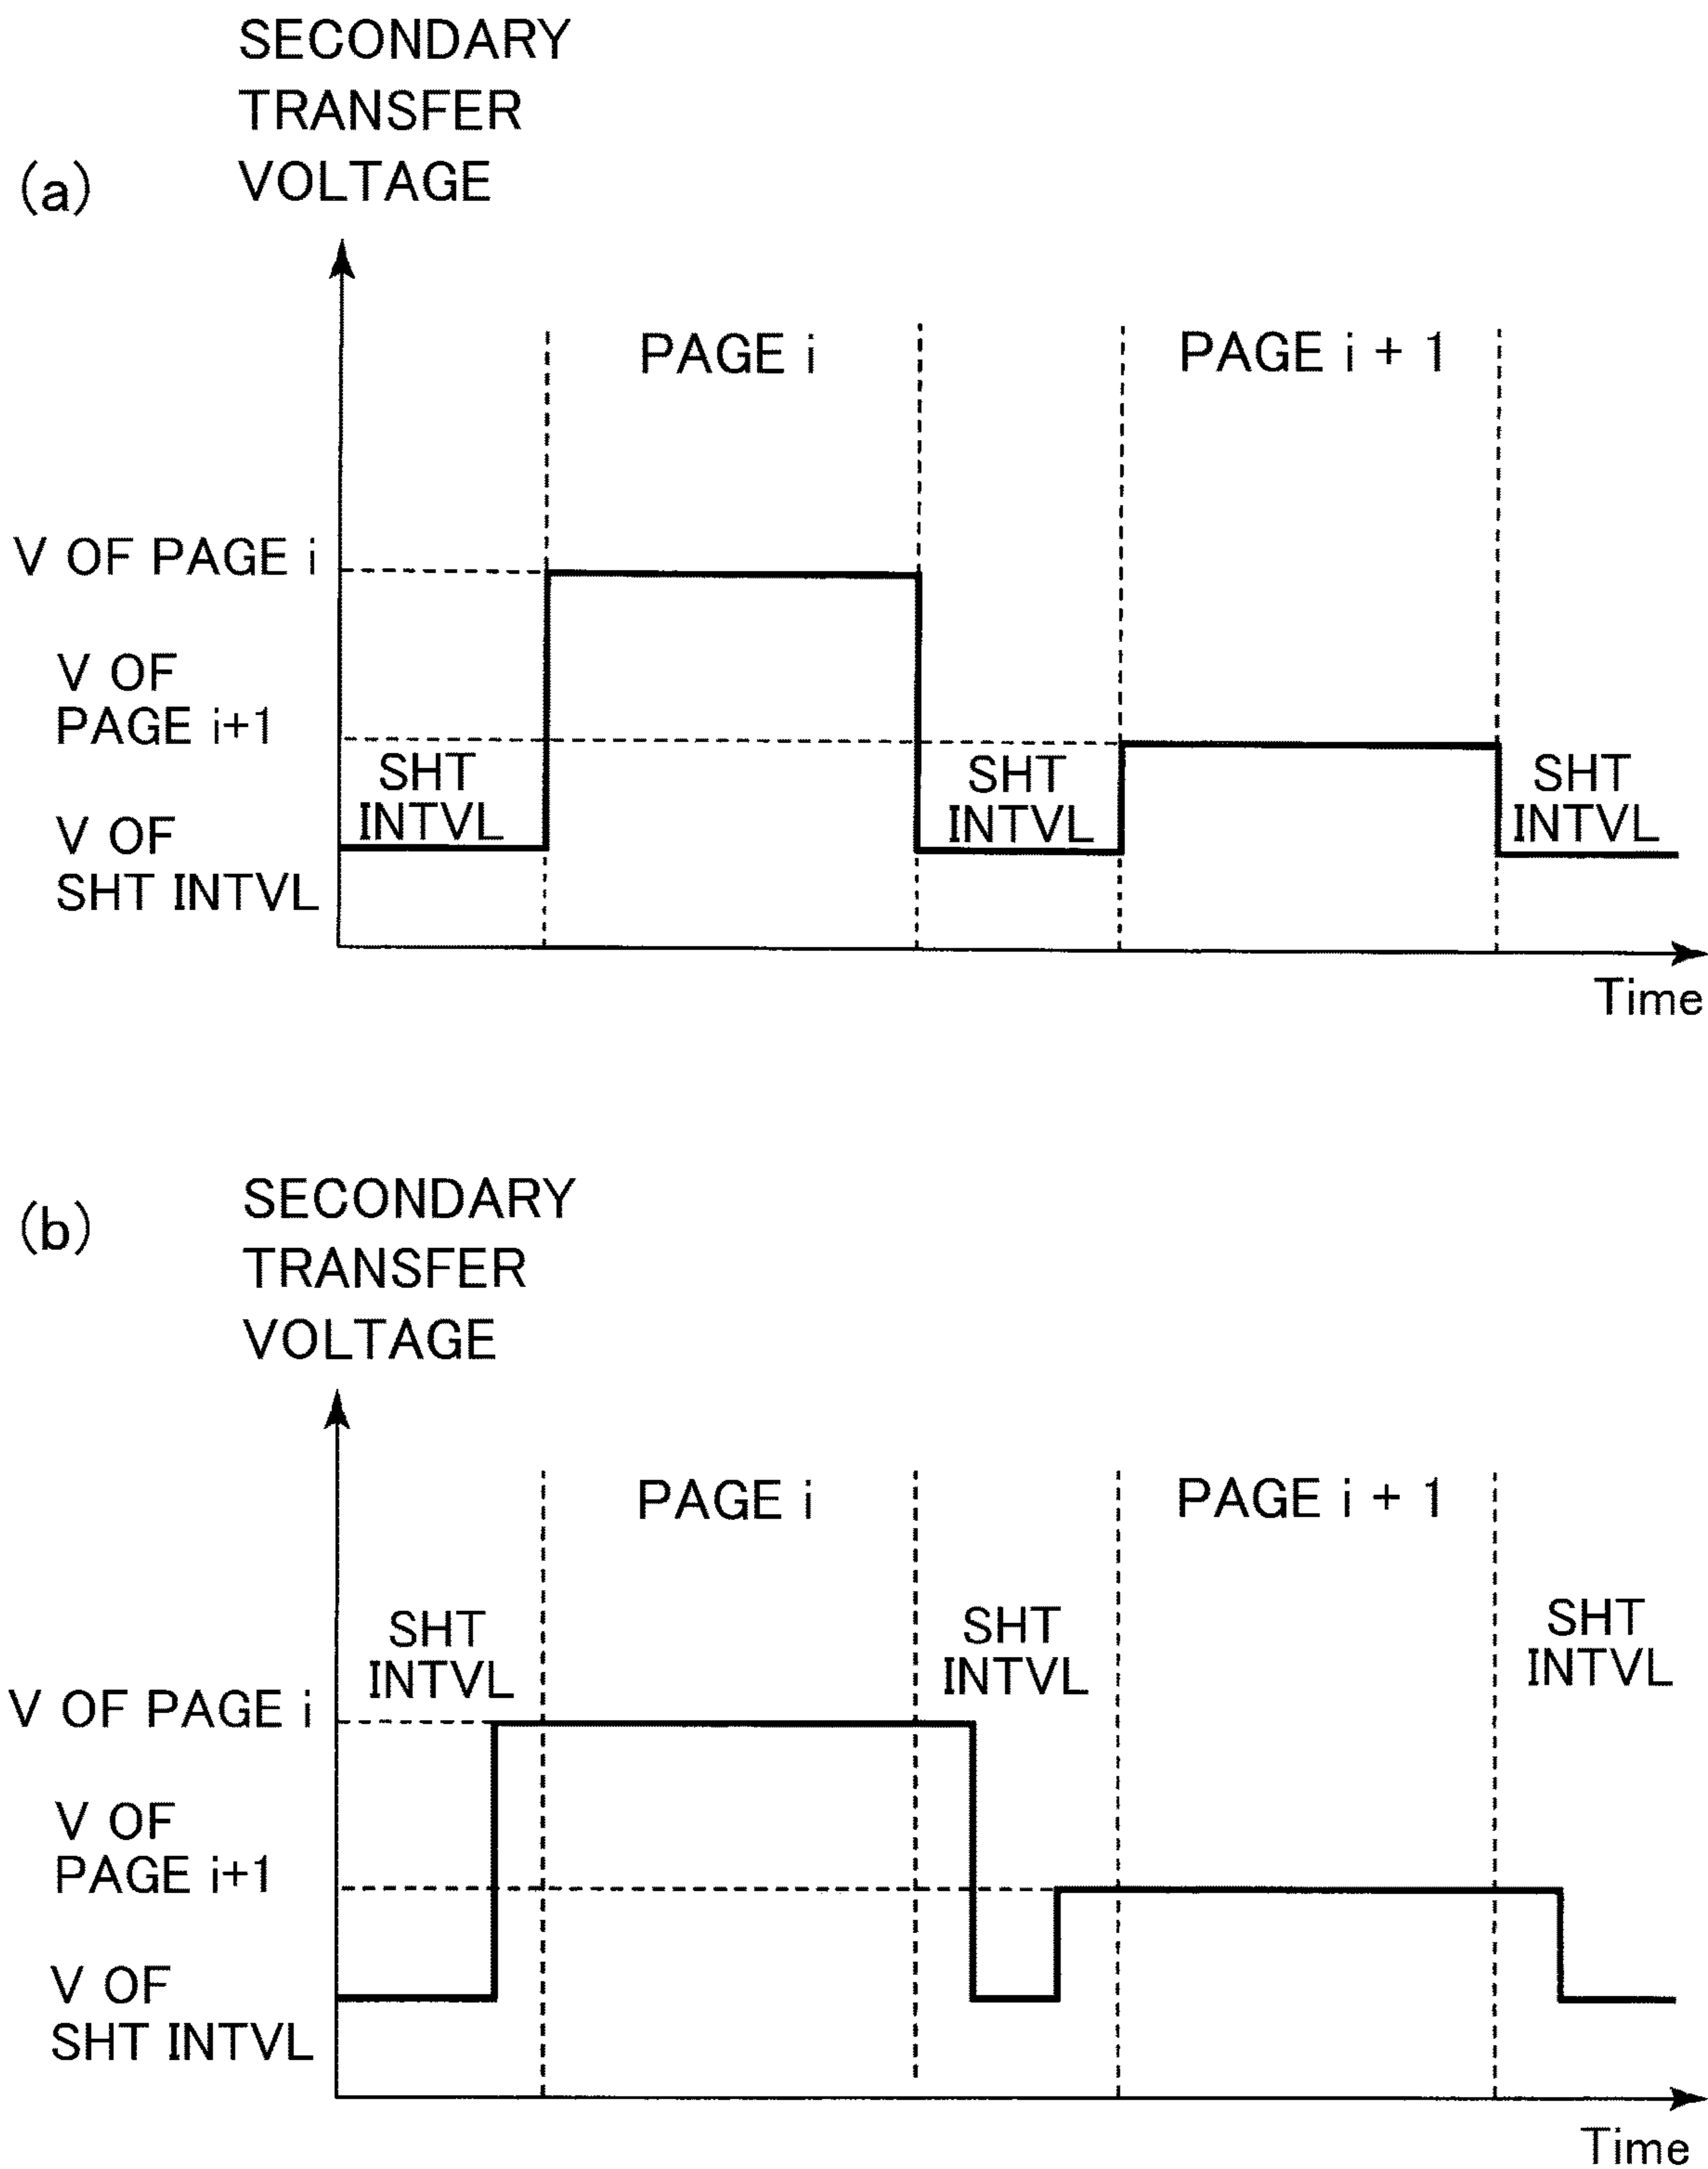 (a)
SECONDARY
TRANSFER
VOLTAGE
PAGE i
PAGE i + 1
V OF PAGE i
V OF
PAGE i+1
SHT
INTVL
SHT
INTVL
SHT
INTVL
V OF
SHT INTVL
Time
(b)
SECONDARY
TRANSFER
VOLTAGE
PAGE i
PAGE i + 1
SHT
INTVL
SHT
INTVL
SHT
INTVL
V OF PAGE i
V OF
PAGE i+1
V OF
SHT INTVL
Time